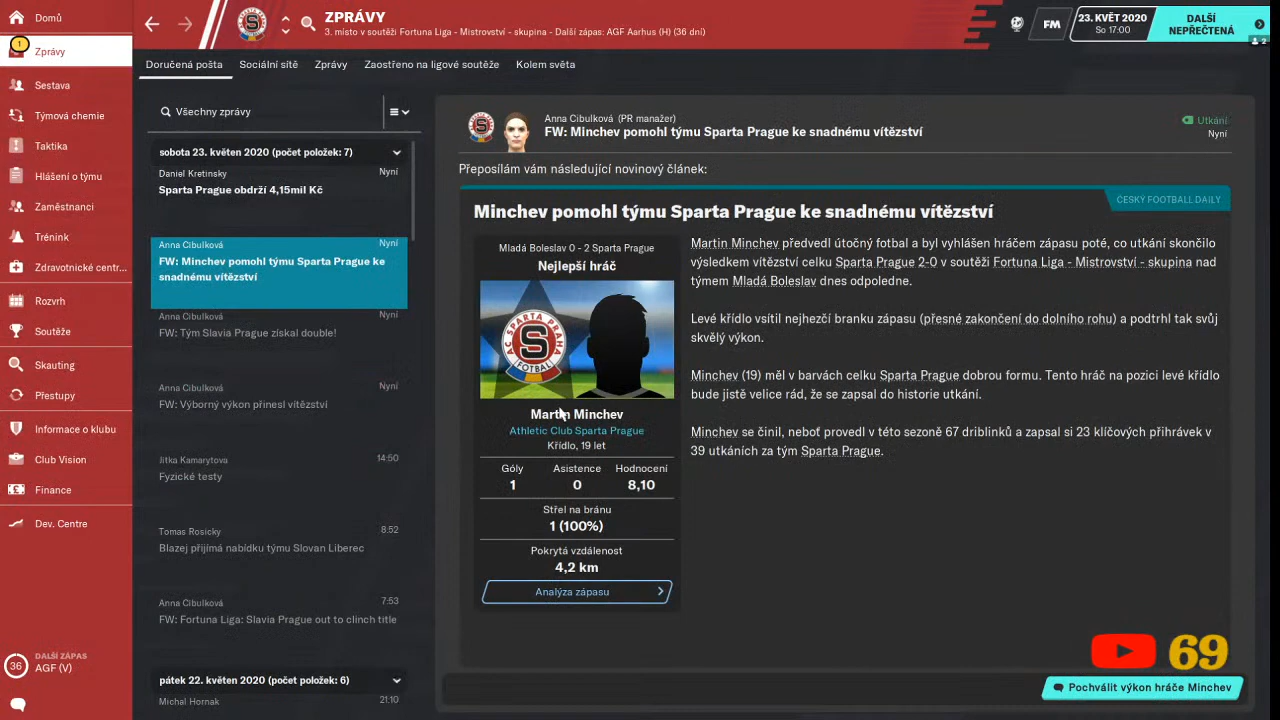 Domů
1
Zprávy
Sestava
Týmová chemie
Taktika
Hlášení o týmu
Zaměstnanci
Trénink
Zdravotnické centr...
Rozvrh
Soutěže
Skauting
Přestupy
Informace o klubu
Club Vision
Finance
Dev. Centre
36
DALŠÍ ZÁPAS
AGF (V)
ZPRÁVY
3. místo v soutěži Fortuna Liga - Mistrovství - skupina - Další zápas: AGF Aarhus (H) (36 dni)
FM
23. KVĚT 2020
So 17:00
DALŠÍ
NEPŘEČTENÁ
2
Doručená pošta
Sociální sítě
Zprávy
Zaostřeno na ligové soutěže
Kolem světa
Všechny zprávy
sobota 23. květen 2020 (počet položek: 7)
Daniel Kretinsky
Nyní
Sparta Prague obdrží 4,15mil Kč
Anna Cibulková
Nyní
FW: Minchev pomohl týmu Sparta Prague ke
snadnému vítězství
Anna Cibulková
Nyní
FW: Tým Slavia Prague získal double!
Anna Cibulková
Nyní
FW: Výborný výkon přinesl vítězství
Jitka Kamarytova
14:50
Fyzické testy
Tomas Rosicky
8:52
Blazej přijímá nabídku týmu Slovan Liberec
Anna Cibulková
7:53
FW: Fortuna Liga: Slavia Prague out to clinch title
pátek 22. květen 2020 (počet položek: 6)
Michal Hornak
21:10
Anna Cibulková (PR manažer)
FW: Minchev pomohl týmu Sparta Prague ke snadnému vítězství
Utkání
Nyní
Přeposílám vám následující novinový článek:
ČESKÝ FOOTBALL DAILY
Minchev pomohl týmu Sparta Prague ke snadnému vítězství
Mladá Boleslav 0 - 2 Sparta Prague
Nejlepší hráč
AC SPARTA PRAHA
FOTBAL
Martin Minchev
Athletic Club Sparta Prague
Křídlo, 19 let
Góly
Asistence
Hodnocení
1
0
8,10
Střel na bránu
1 (100%)
Pokrytá vzdálenost
4,2 km
Analýza zápasu
Martin Minchev předvedl útočný fotbal a byl vyhlášen hráčem zápasu poté, co utkání skončilo
výsledkem vítězství celku Sparta Prague 2-0 v soutěži Fortuna Liga - Mistrovství - skupina nad
týmem Mladá Boleslav dnes odpoledne.
Levé křídlo vsítil nejhezčí branku zápasu (přesné zakončení do dolního rohu) a podtrhl tak svůj
skvělý výkon.
Minchev (19) měl v barvách celku Sparta Prague dobrou formu. Tento hráč na pozici levé křídlo
bude jistě velice rád, že se zapsal do historie utkání.
Minchev se činil, neboť provedl v této sezoně 67 driblinků a zapsal si 23 klíčových přihrávek v
39 utkáních za tým Sparta Prague.
69
Pochválit výkon hráče Minchev